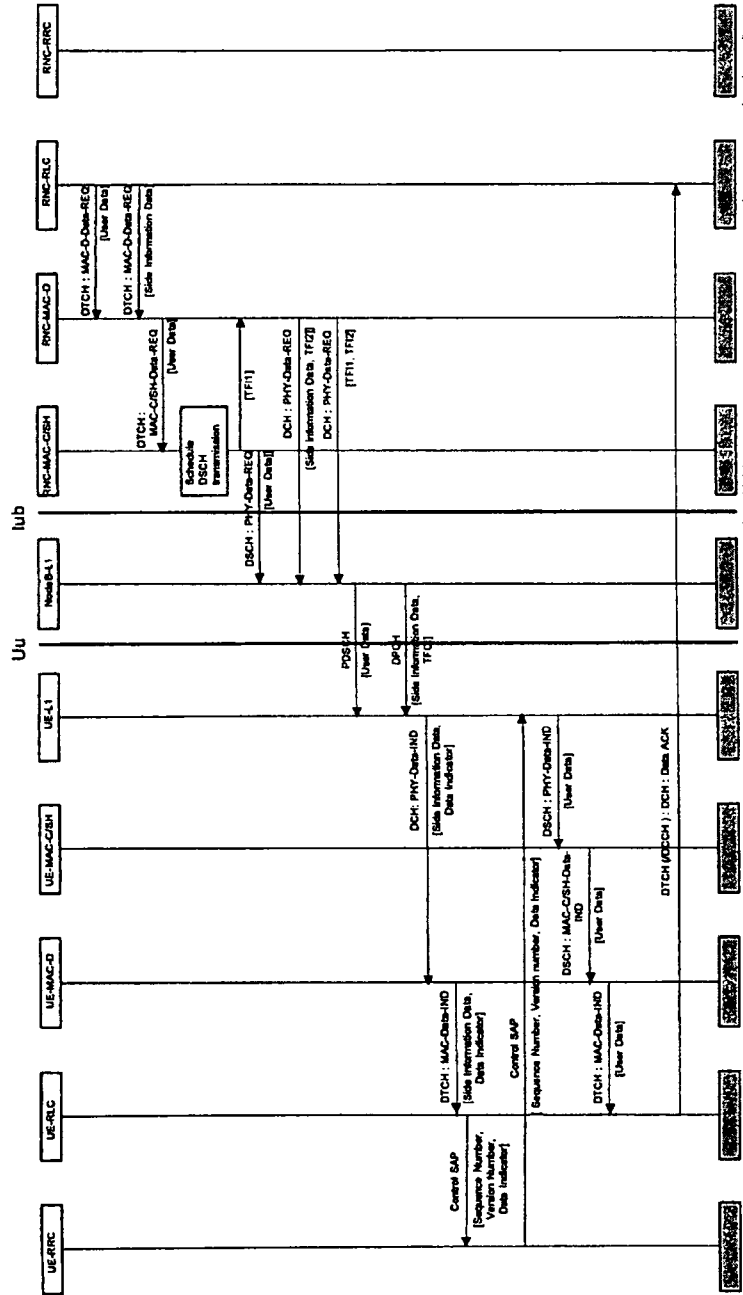 Uu
Iub
UE-RRC
UE-RLC
UE-MAC-D
UE-MAC-C/SH
UE-L1
NodeB-L1
RNC-MAC-C/SH
RNC-MAC-D
RNC-RLC
RNC-RRC
DTCH : MAC-D-Data-REQ
[User Data]
DTCH : MAC-D-Data-REQ
[Side Information Data]
DTCH :
MAC-C/SH-Data-REQ
[User Data]
Schedule
DSCH
transmission
[TFI1]
DSCH : PHY-Data-REQ
[User Data]]
DCH : PHY-Data-REQ
[Side Information Data, TFI2]]
DCH : PHY-Data-REQ
[TFI1, TFI2]
PDSCH
[User Data]
DPCH
[Side Information Data,
TFCI]
DCH: PHY-Data-IND
[Side Information Data,
Data Indicator]
DTCH : MAC-Data-IND
[Side Information Data,
Data Indicator]
Control SAP
[Sequence Number,
Version Number,
Data Indicator]
Control SAP
[Sequence Number, Version number, Data Indicator]
DSCH : PHY-Data-IND
[User Data]
DSCH : MAC-C/SH-Data-
IND
[User Data]
DTCH : MAC-Data-IND
[User Data]
DTCH (/DCCH ) : DCH : Data ACK